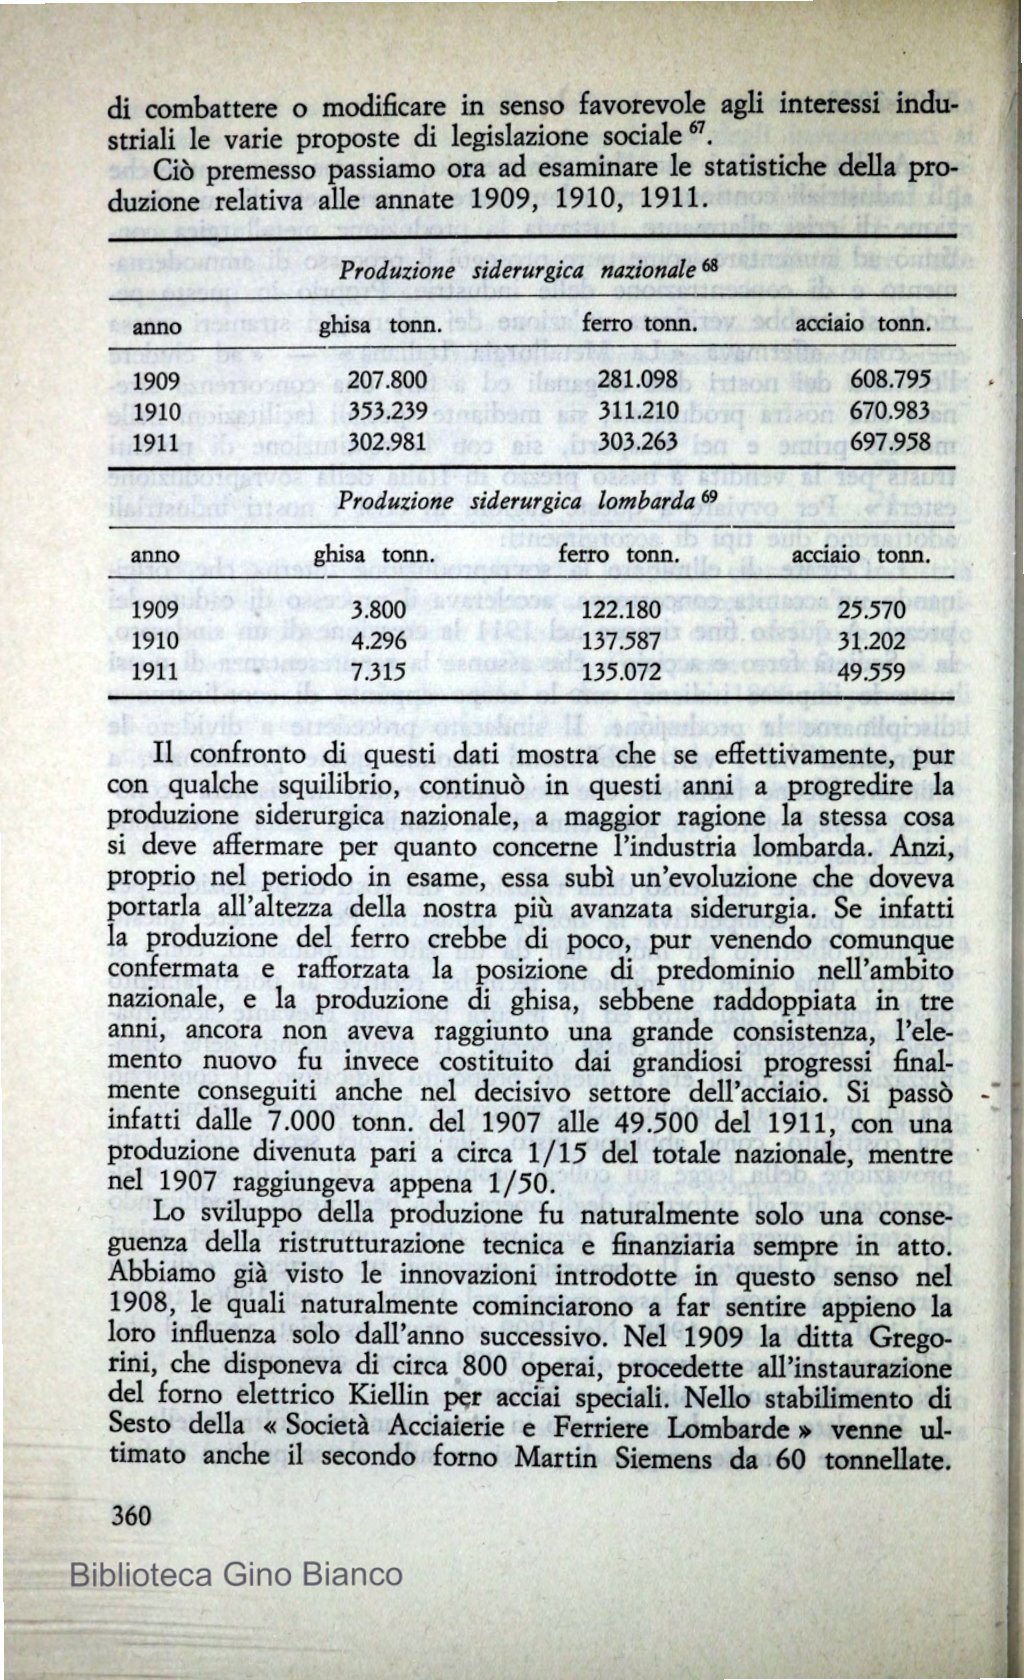 di combattere o modificare in senso favorevole agli interessi indu-
striali le varie proposte di legislazione sociale 67.
Ciò premesso passiamo ora ad esaminare le statistiche della pro-
duzione relativa alle annate 1909, 1910, 1911.
Produzione siderurgica nazionale 68
anno ghisa tonn. ferro tonn. acciaio tonn.
1909 207.800 281.098 608.795
1910 353.239 311.210 670.983
1911 302.981 303.263 697.958
Produzione siderurgica lombarda 69
anno ghisa tonn. ferro tonn. acciaio tonn.
1909 3.800 122.180 25.570
1910 4.296 137.587 31.202
1911 7.315 135.072 49.559
Il confronto di questi dati mostra che se effettivamente, pur
con qualche squilibrio, continuò in questi anni a progredire la
produzione siderurgica nazionale, a maggior ragione la stessa cosa
si deve affermare per quanto concerne l'industria lombarda. Anzi,
proprio nel periodo in esame, essa subì un'evoluzione che doveva
portarla all'altezza della nostra più avanzata siderurgia. Se infatti
la produzione del ferro crebbe di poco, pur venendo comunque
confermata e rafforzata la posizione di predominio nell'ambito
nazionale, e la produzione di ghisa, sebbene raddoppiata in tre
anni, ancora non aveva raggiunto una grande consistenza, l'ele-
mento nuovo fu invece costituito dai grandiosi progressi final-
mente conseguiti anche nel decisivo settore dell'acciaio. Si passò
infatti dalle 7.000 tonn. del 1907 alle 49.500 del 1911, con una
produzione divenuta pari a circa 1/15 del totale nazionale, mentre
nel 1907 raggiungeva appena 1/50.
Lo sviluppo della produzione fu naturalmente solo una conse-
guenza della ristrutturazione tecnica e finanziaria sempre in atto.
Abbiamo già visto le innovazioni introdotte in questo senso nel
1908, le quali naturalmente cominciarono a far sentire appieno la
loro influenza solo dall'anno successivo. Nel 1909 la ditta Grego-
rini, che disponeva di circa 800 operai, procedette all'instaurazione
del forno elettrico Kiellin per acciai speciali. Nello stabilimento di
Sesto della « Società Acciaierie e Ferriere Lombarde » venne ul-
timato anche il secondo forno Martin Siemens da 60 tonnellate.
360
Biblioteca Gino Bianco